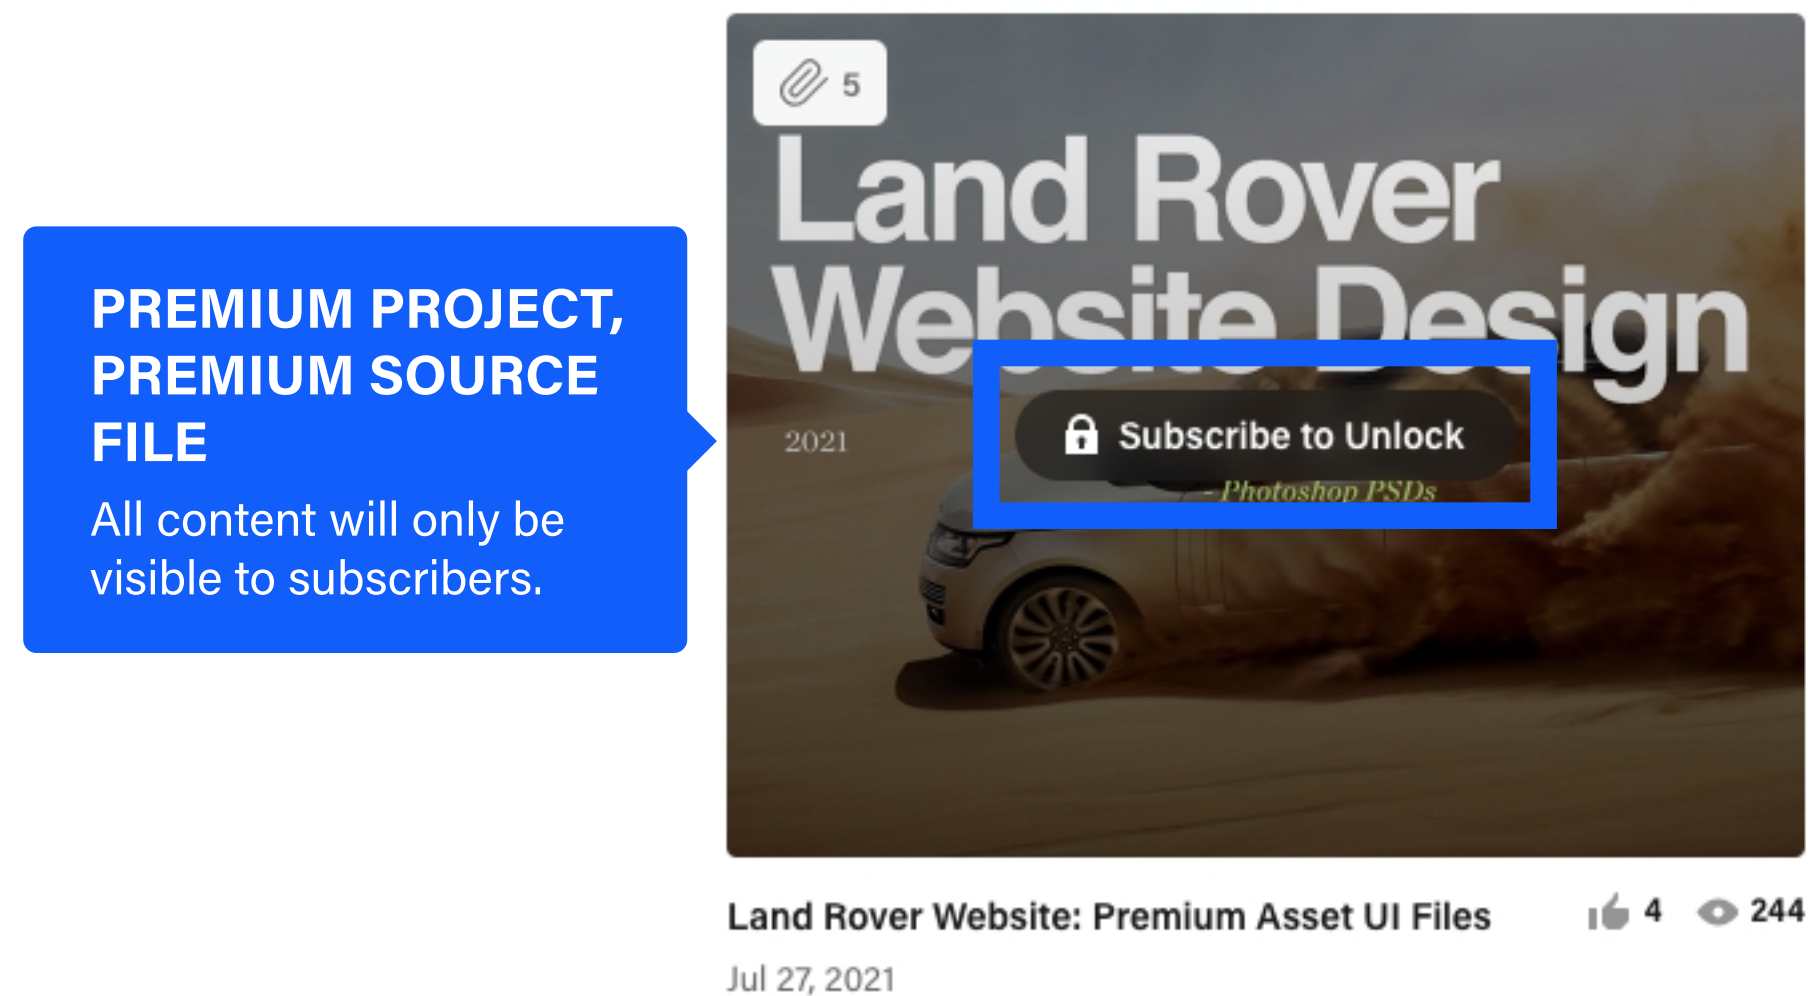 5
Land Rover
Website Design
PREMIUM PROJECT,
PREMIUM SOURCE
FILE
All content will only be
visible to subscribers.
2021
Subscribe to Unlock
- Photoshop PSDs
Land Rover Website: Premium Asset UI Files
4
244
Jul 27, 2021